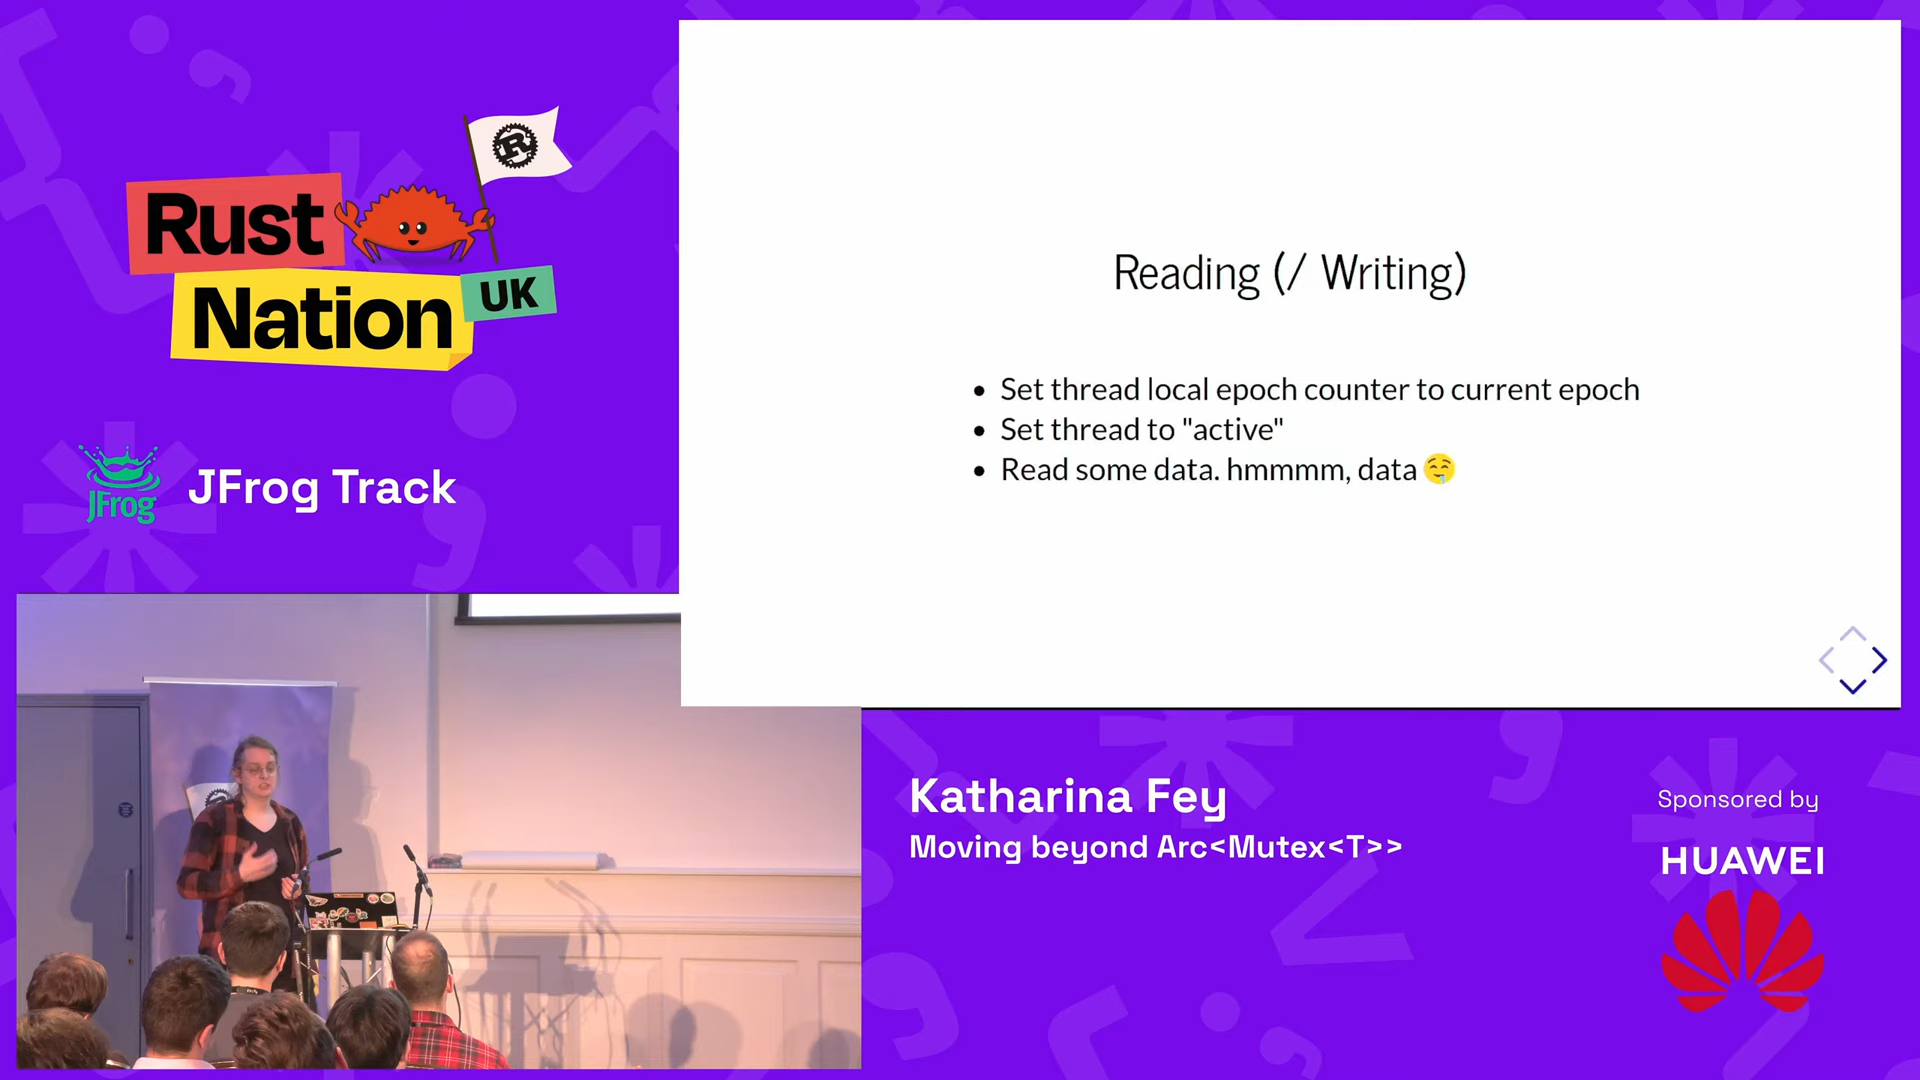 Rust
Nation
UK
R
JFrog
JFrog Track
Reading (/ Writing)
• Set thread local epoch counter to current epoch
• Set thread to "active"
• Read some data. hmmmm, data 🤤
Katharina Fey
Moving beyond Arc<Mutex<T>>
Sponsored by
HUAWEI